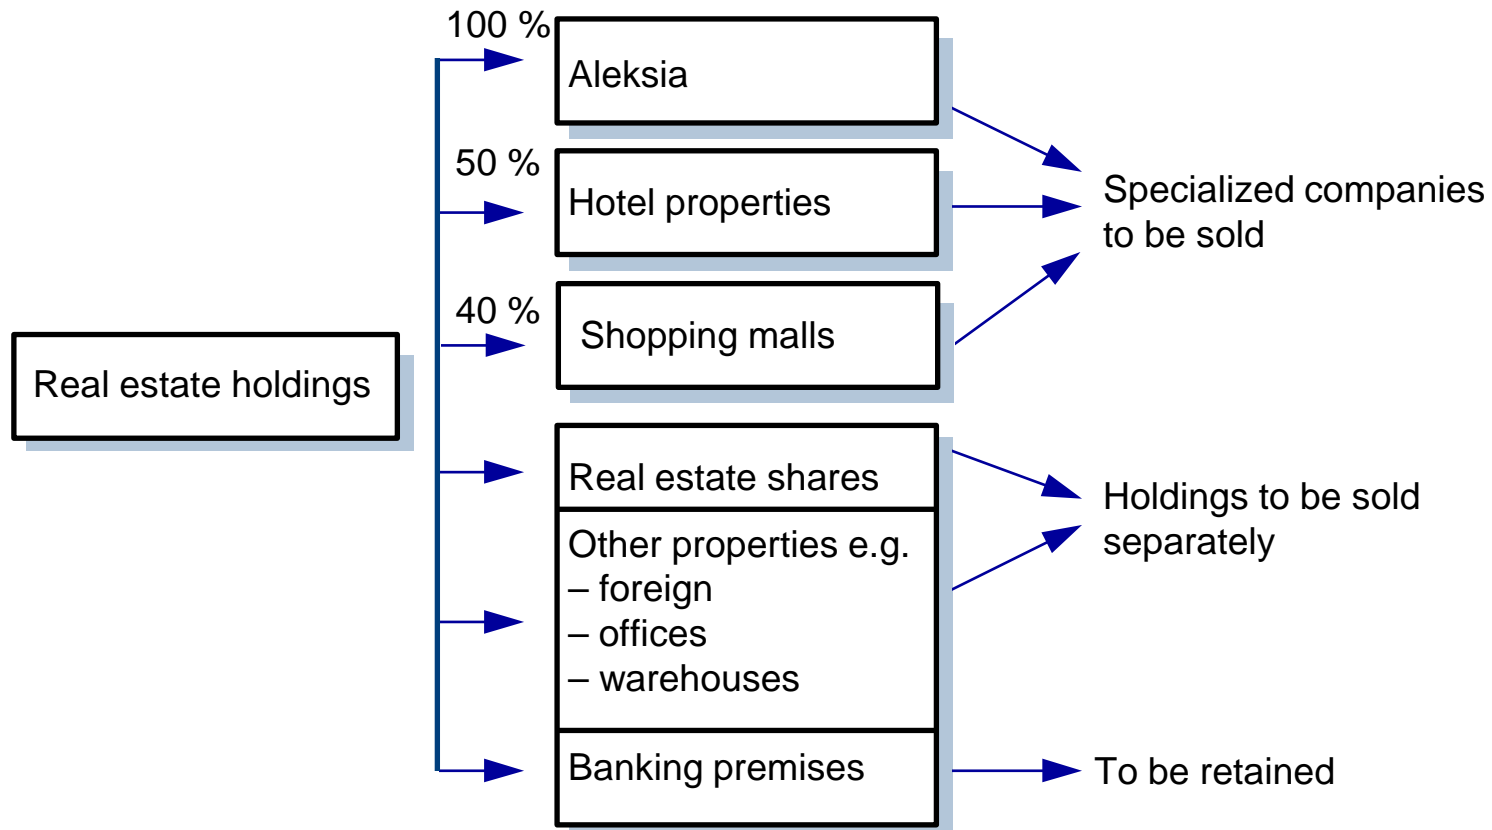 100 %
Aleksia
50 %
Hotel properties
Specialized companies
to be sold
40 %
Shopping malls
Real estate holdings
Real estate shares
Holdings to be sold
separately
Other properties e.g.
– foreign
– offices
– warehouses
Banking premises
To be retained